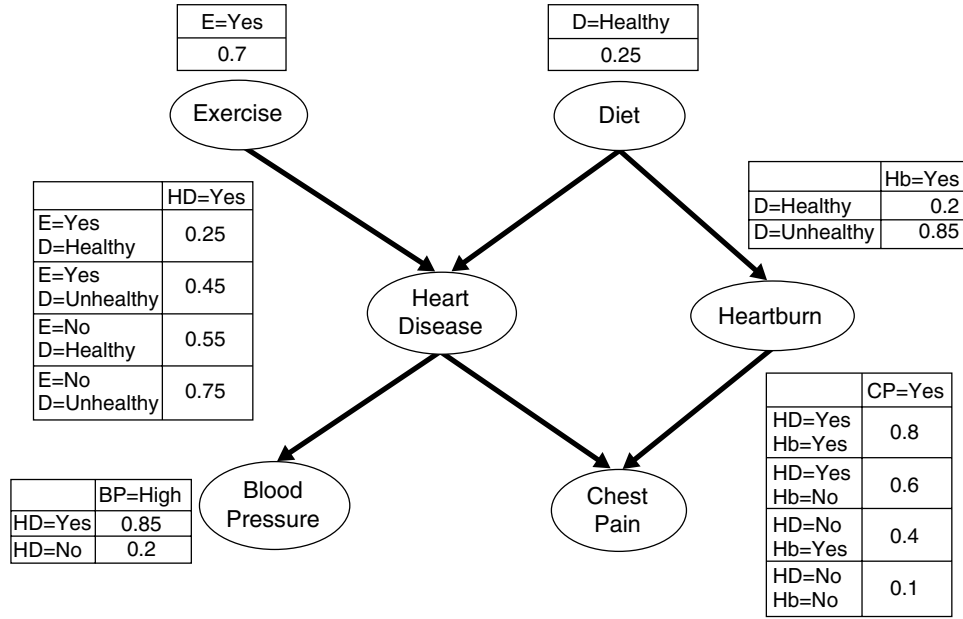 E=Yes
0.7
D=Healthy
0.25
Exercise
Diet
HD=Yes
E=Yes
D=Healthy
0.25
E=Yes
D=Unhealthy
0.45
E=No
D=Healthy
0.55
E=No
D=Unhealthy
0.75
Hb=Yes
D=Healthy 0.2
D=Unhealthy 0.85
Heart
Disease
Heartburn
CP=Yes
HD=Yes
Hb=Yes
0.8
HD=Yes
Hb=No
0.6
HD=No
Hb=Yes
0.4
HD=No
Hb=No
0.1
BP=High
HD=Yes 0.85
HD=No 0.2
Blood
Pressure
Chest
Pain